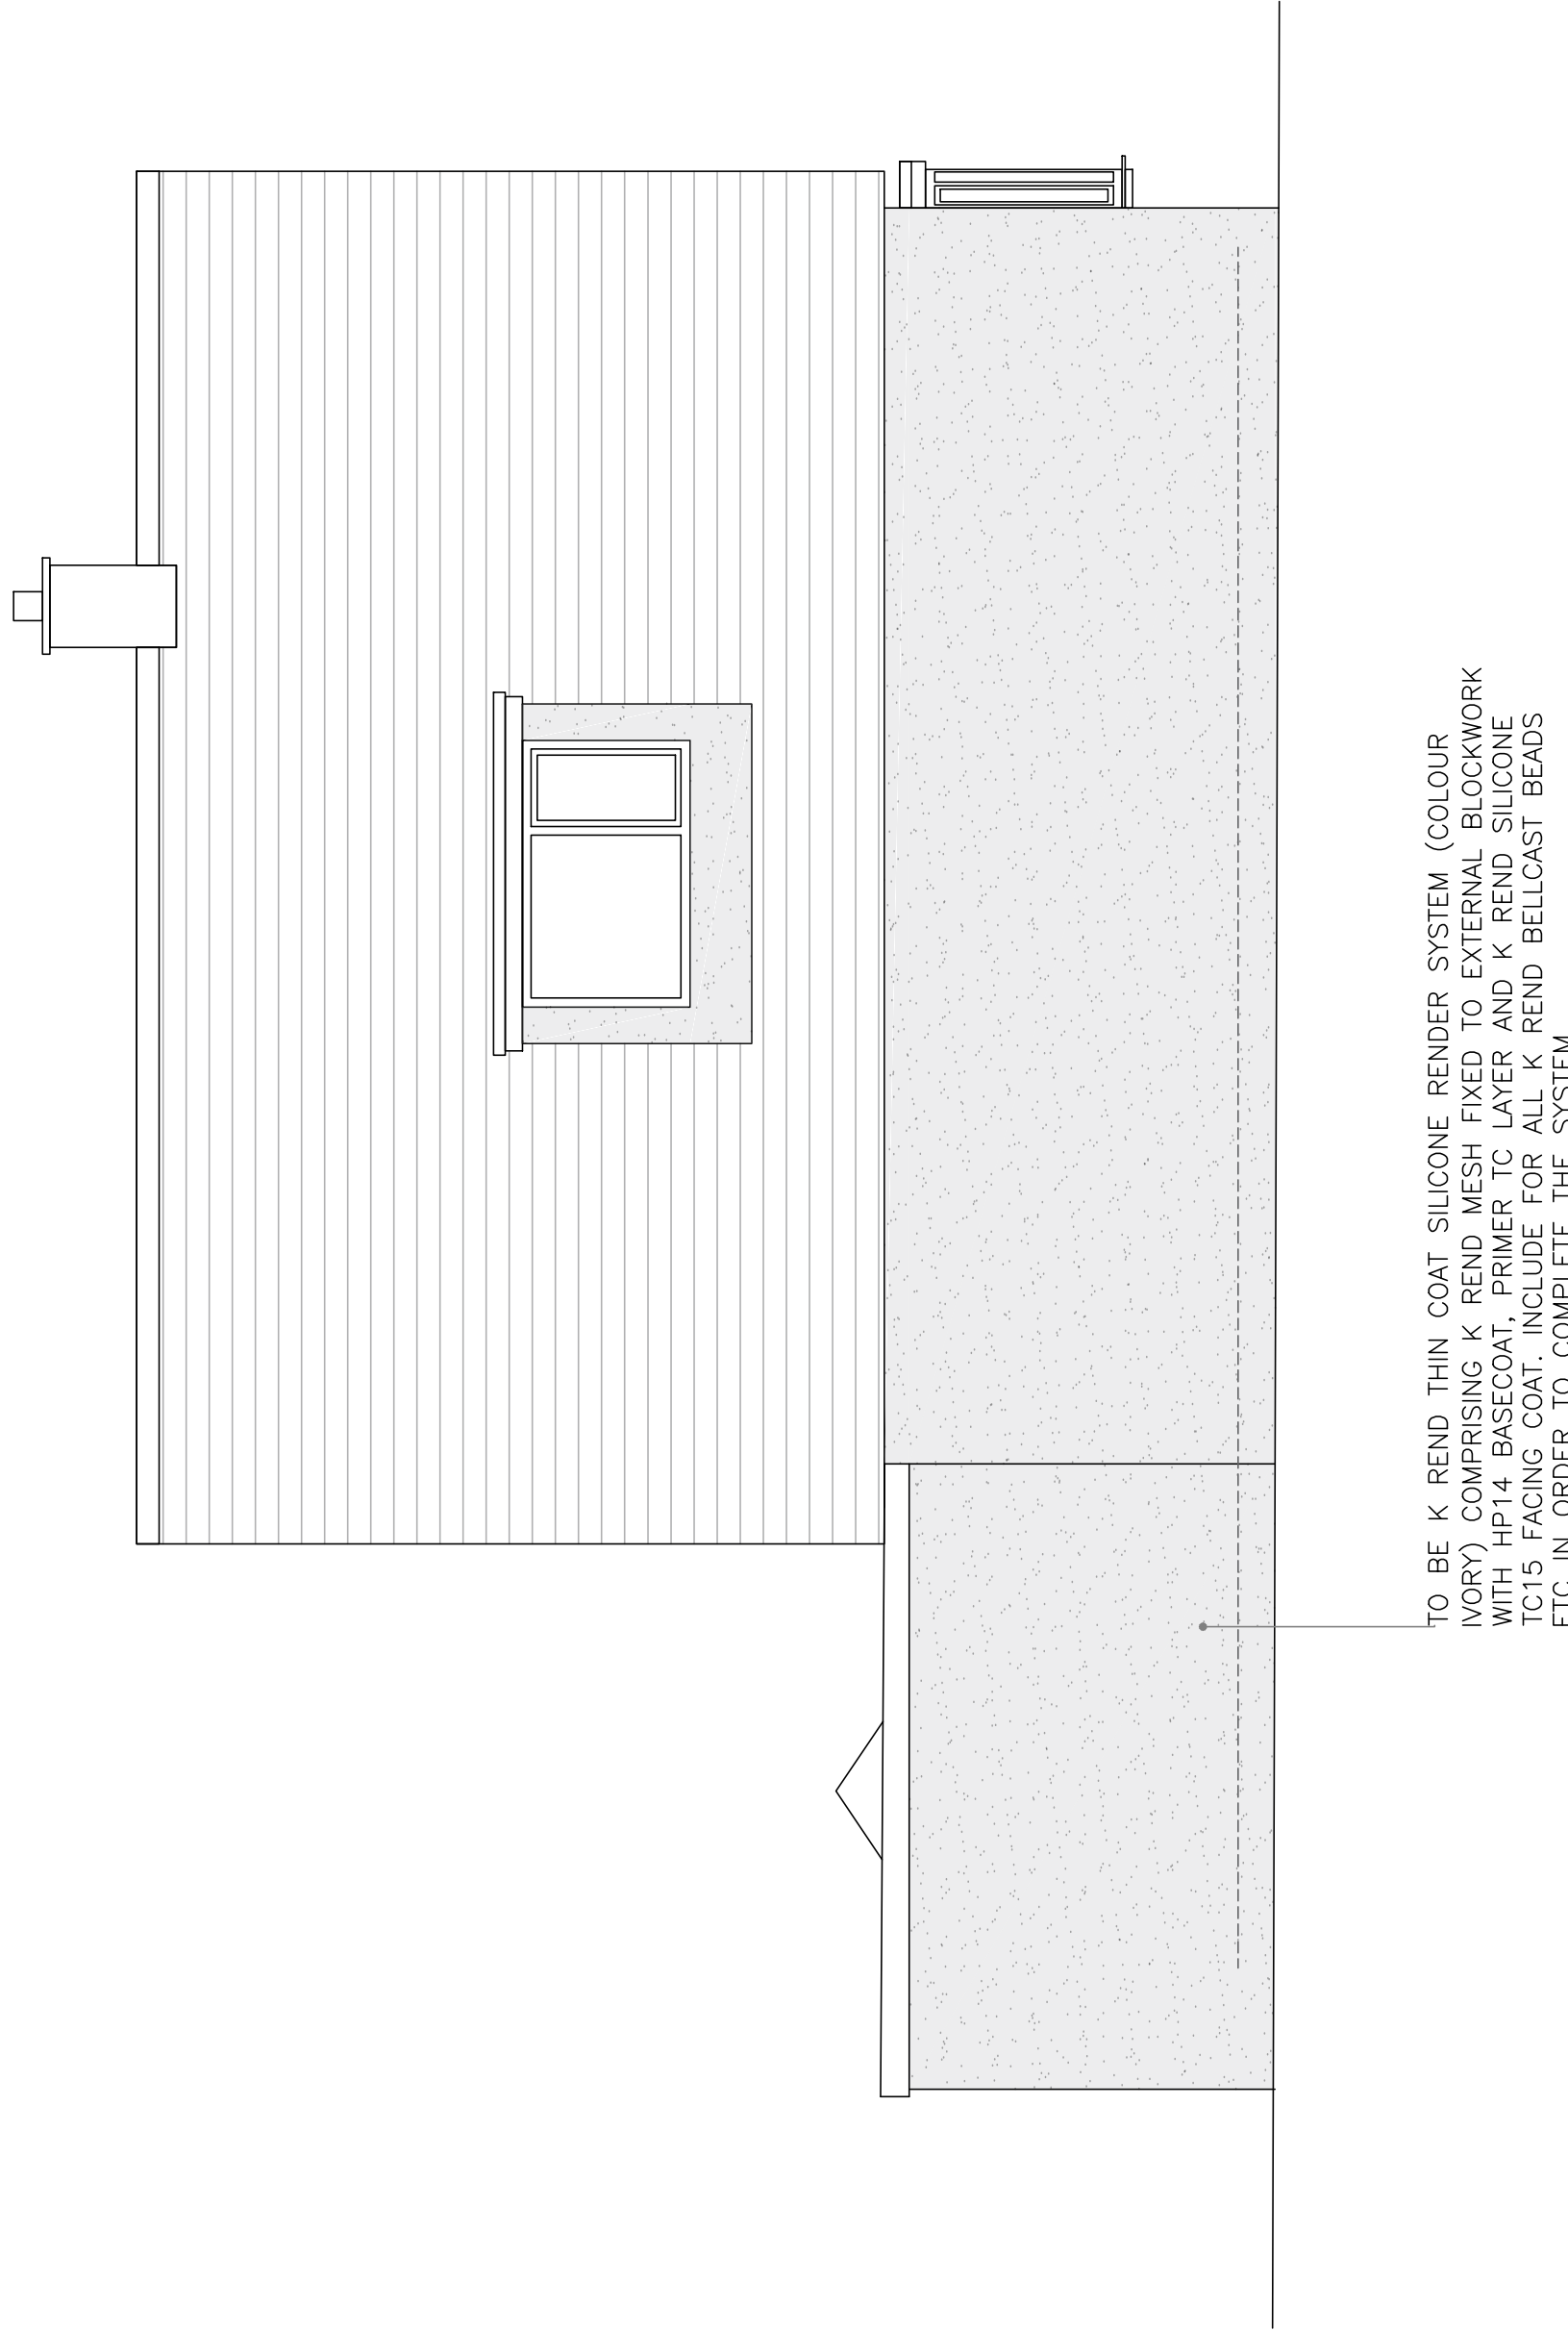 TO BE K REND THIN COAT SILICONE RENDER SYSTEM (COLOUR
IVORY) COMPRISING K REND MESH FIXED TO EXTERNAL BLOCKWORK
WITH HP14 BASECOAT, PRIMER TC LAYER AND K REND SILICONE
TC15 FACING COAT. INCLUDE FOR ALL K REND BELLCAST BEADS
ETC IN ORDER TO COMPLETE THE SYSTEM